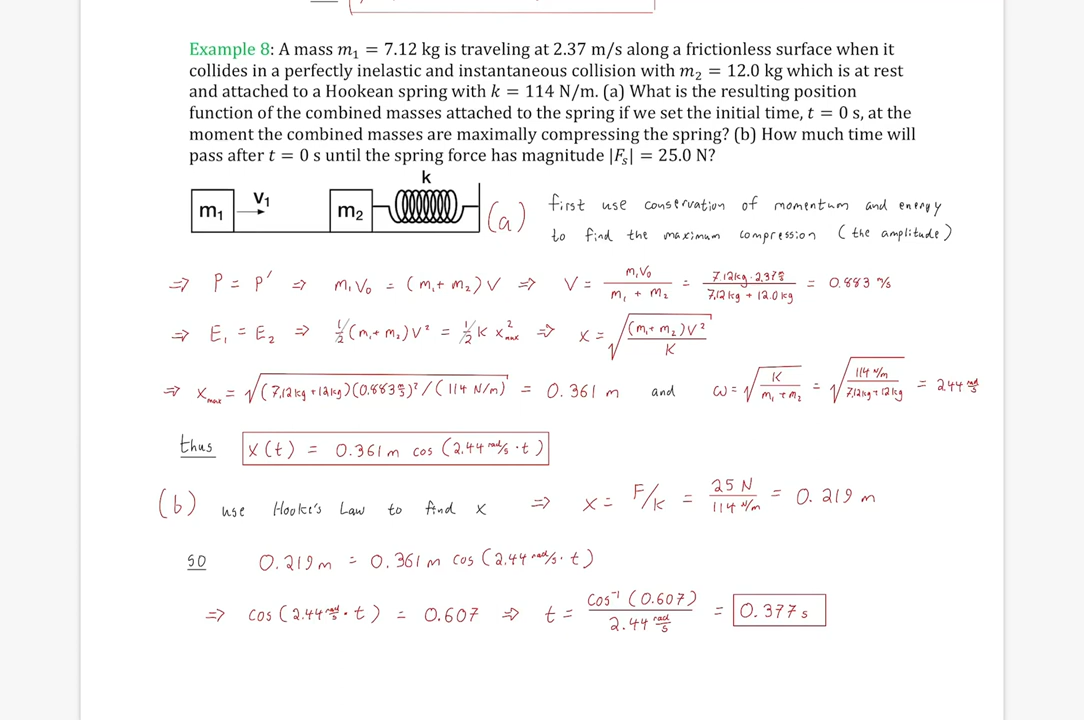 Example 8: A mass m₁ = 7.12 kg is traveling at 2.37 m/s along a frictionless surface when it
collides in a perfectly inelastic and instantaneous collision with m₂ = 12.0 kg which is at rest
and attached to a Hookean spring with k = 114 N/m. (a) What is the resulting position
function of the combined masses attached to the spring if we set the initial time, t = 0 s, at the
moment the combined masses are maximally compressing the spring? (b) How much time will
pass after t = 0 s until the spring force has magnitude |Fₛ| = 25.0 N?
m₁ V₁ m₂ k
(a) first use conservation of momentum and energy
to find the maximum compression (the amplitude)
⇒ P = P' ⇒ m₁V₀ = (m₁ + m₂)V ⇒ V = m₁V₀ / (m₁ + m₂) = 7.12kg · 2.37 m/s / (7.12 kg + 12.0 kg) = 0.883 m/s
⇒ E₁ = E₂ ⇒ ½(m₁ + m₂)V² = ½ K x²max ⇒ x = √((m₁ + m₂)V² / K)
⇒ xmax = √((7.12kg + 12kg)(0.883 m/s)² / (114 N/m)) = 0.361 m and ω = √(K / (m₁ + m₂)) = √(114 N/m / (7.12kg + 12kg)) = 2.44 rad/s
thus x(t) = 0.361 m cos (2.44 rad/s · t)
(b) use Hooke's Law to find x ⇒ x = F/K = 25 N / 114 N/m = 0.219 m
so 0.219 m = 0.361 m cos (2.44 rad/s · t)
⇒ cos (2.44 rad/s · t) = 0.607 ⇒ t = cos⁻¹ (0.607) / 2.44 rad/s = 0.377 s